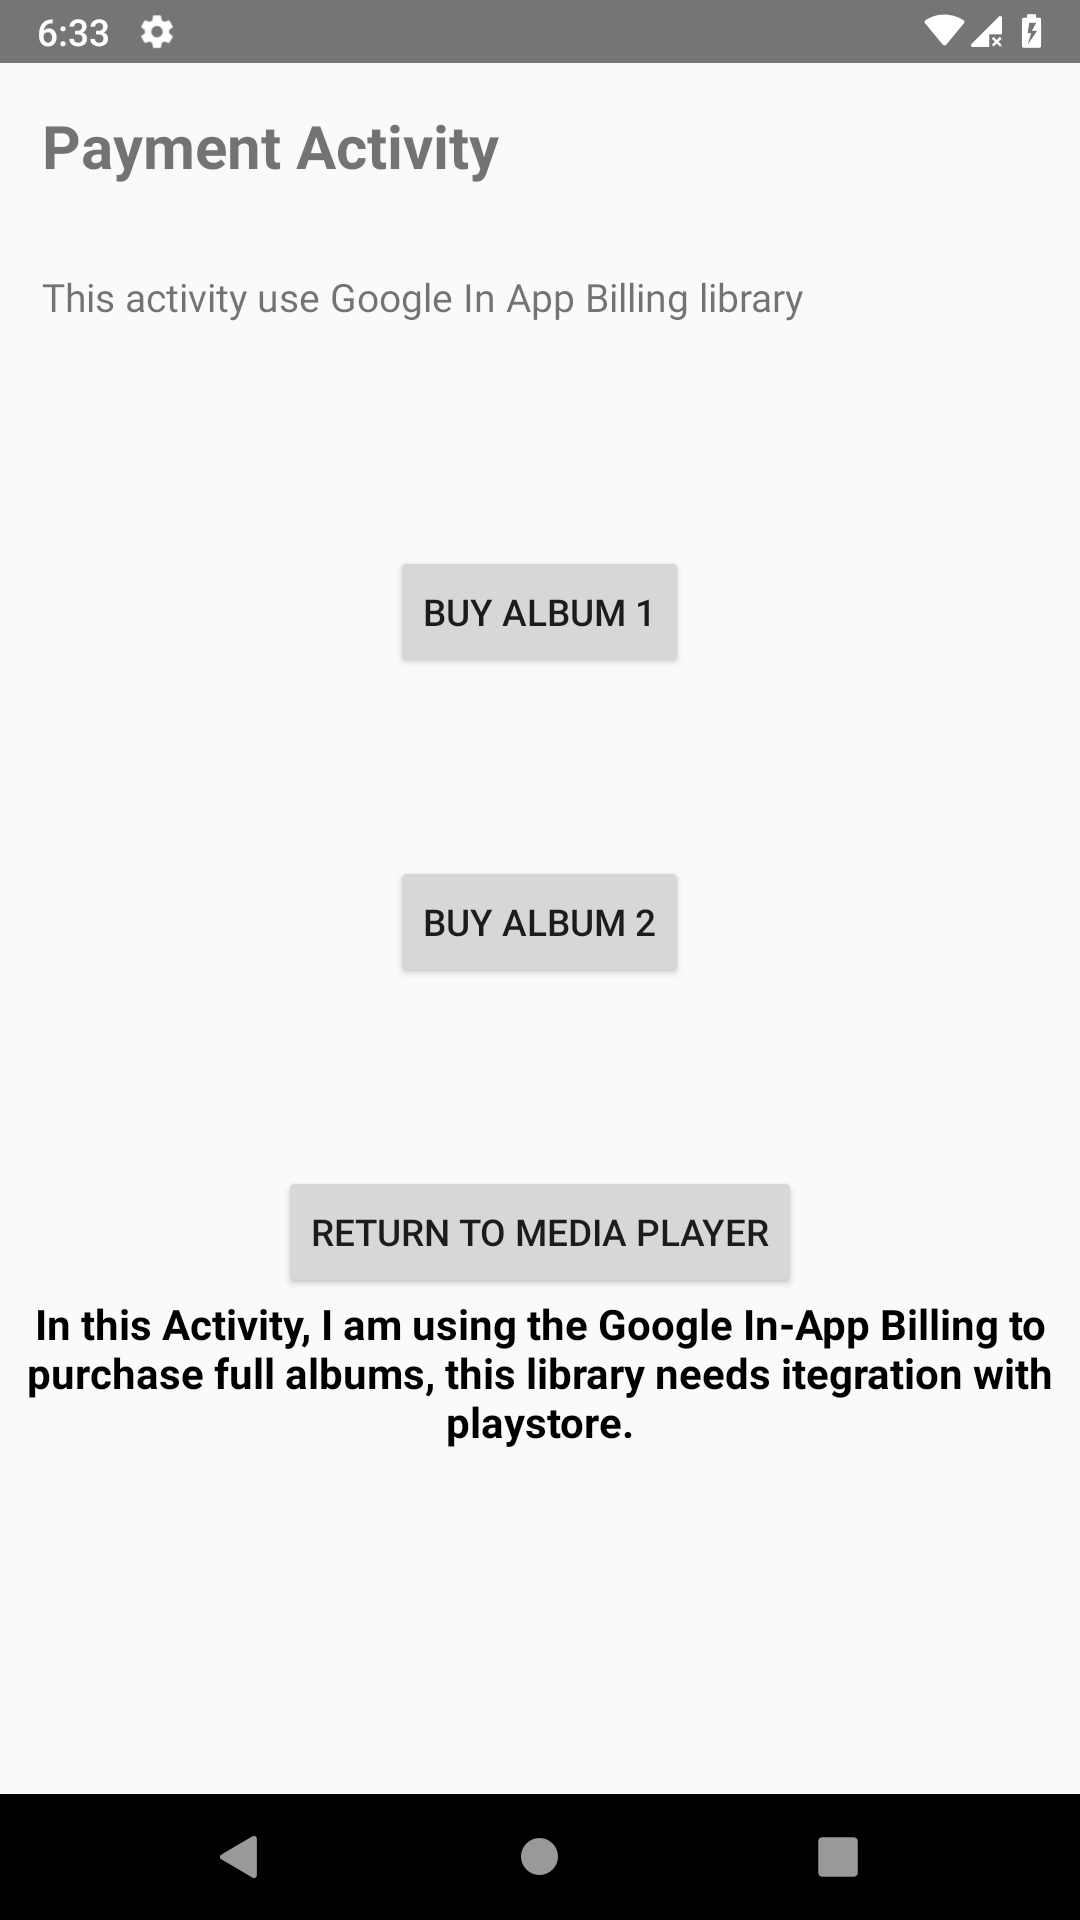 6:33
Payment Activity
This activity use Google In App Billing library
BUY ALBUM 1
BUY ALBUM 2
RETURN TO MEDIA PLAYER
In this Activity, I am using the Google In-App Billing to
purchase full albums, this library needs itegration with
playstore.